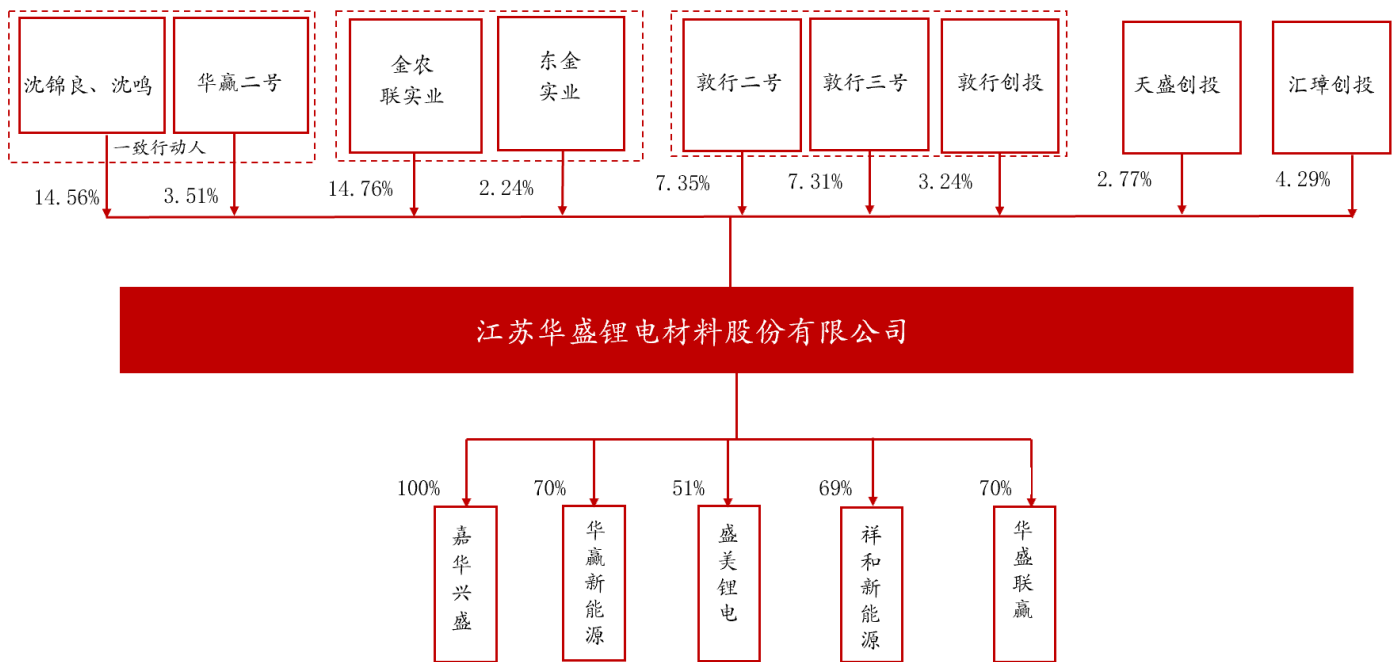 沈锦良、沈鸣
华赢二号
金农
联实业
东金
实业
敦行二号
敦行三号
敦行创投
天盛创投
汇璋创投
一致行动人
14.56%
3.51%
14.76%
2.24%
7.35%
7.31%
3.24%
2.77%
4.29%
江苏华盛锂电材料股份有限公司
100%
70%
51%
69%
70%
嘉华兴盛
华赢新能源
盛美锂电
祥和新能源
华盛联赢